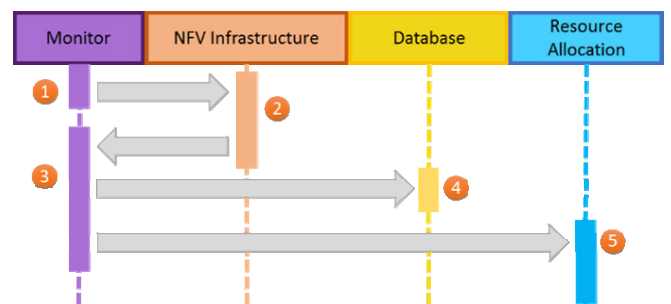 Monitor
NFV Infrastructure
Database
Resource
Allocation
1
2
3
4
5